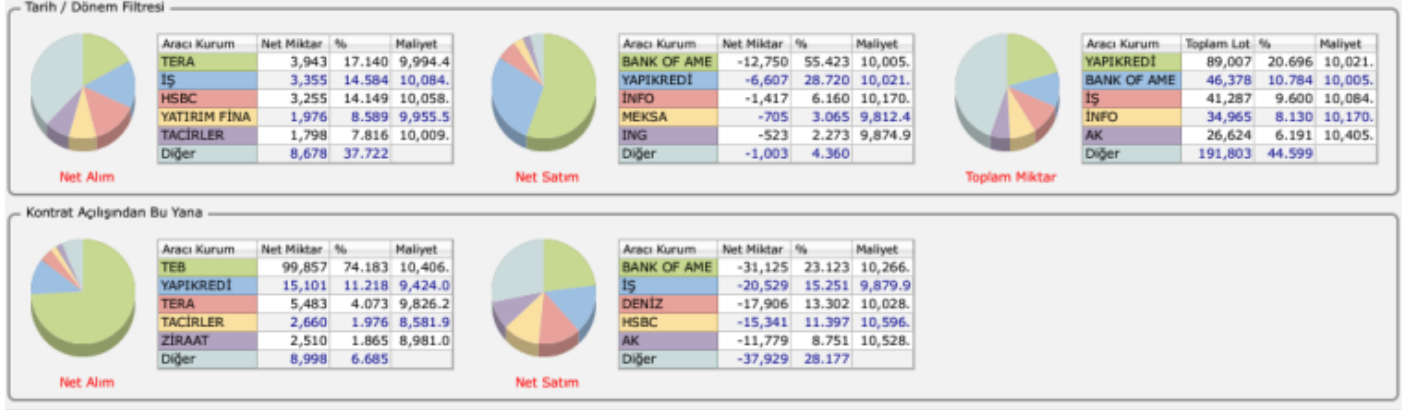 Tarih / Dönem Filtresi
Aracı Kurum Net Miktar % Maliyet
TERA 3,943 17.140 9,994.4
İŞ 3,355 14.584 10,084.
HSBC 3,255 14.149 10,058.
YATIRIM FİNA 1,976 8.589 9,955.5
TACİRLER 1,798 7.816 10,009.
Diğer 8,678 37.722
Net Alım
Aracı Kurum Net Miktar % Maliyet
BANK OF AME -12,750 55.423 10,005.
YAPIKREDİ -6,607 28.720 10,021.
İNFO -1,417 6.160 10,170.
MEKSA -705 3.065 9,812.4
ING -523 2.273 9,874.9
Diğer -1,003 4.360
Net Satım
Aracı Kurum Toplam Lot % Maliyet
YAPIKREDİ 89,007 20.696 10,021.
BANK OF AME 46,378 10.784 10,005.
İŞ 41,287 9.600 10,084.
İNFO 34,965 8.130 10,170.
AK 26,624 6.191 10,405.
Diğer 191,803 44.599
Toplam Miktar
Kontrat Açılışından Bu Yana
Aracı Kurum Net Miktar % Maliyet
TEB 99,857 74.183 10,406.
YAPIKREDİ 15,101 11.218 9,424.0
TERA 5,483 4.073 9,826.2
TACİRLER 2,660 1.976 8,581.9
ZİRAAT 2,510 1.865 8,981.0
Diğer 8,998 6.685
Net Alım
Aracı Kurum Net Miktar % Maliyet
BANK OF AME -31,125 23.123 10,266.
İŞ -20,529 15.251 9,879.9
DENİZ -17,906 13.302 10,028.
HSBC -15,341 11.397 10,596.
AK -11,779 8.751 10,528.
Diğer -37,929 28.177
Net Satım